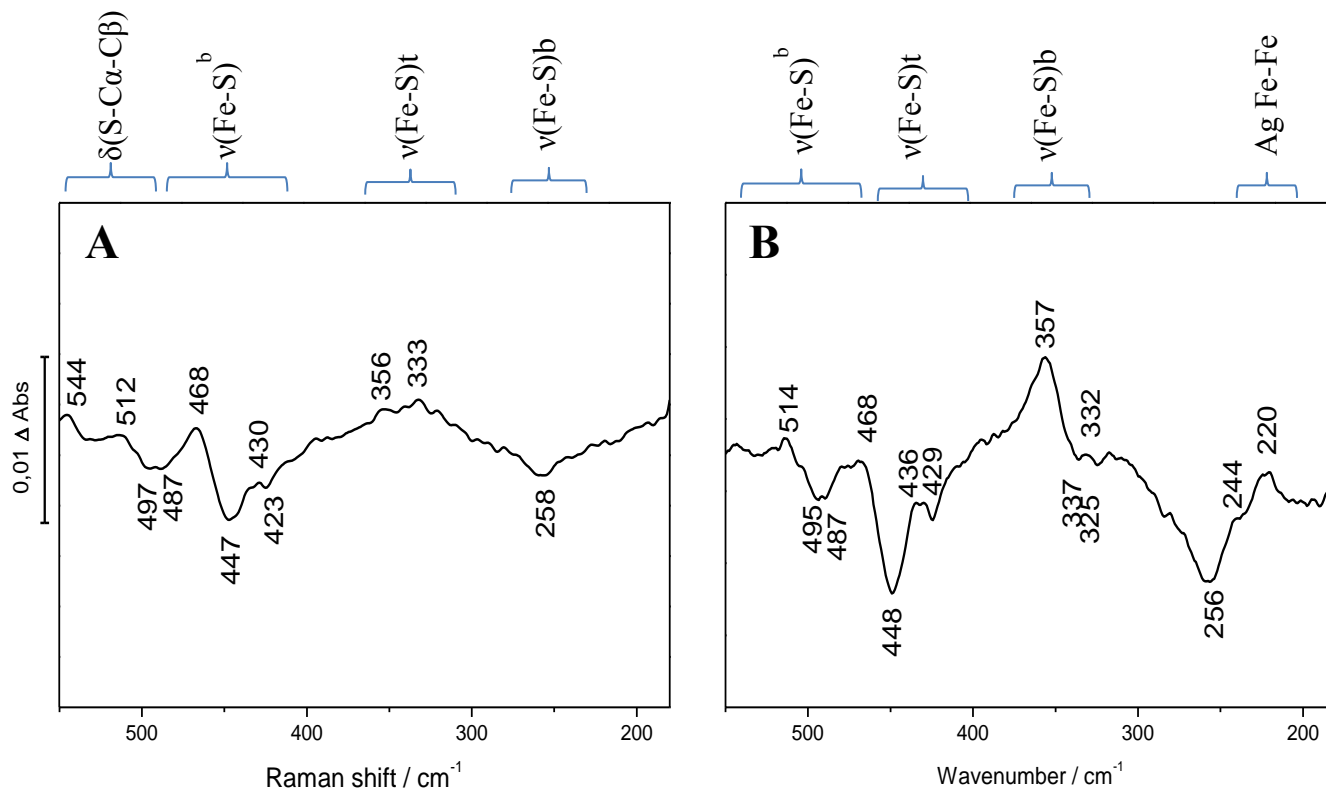 δ(S-Cα-Cβ)
ν(Fe-S)ᵇ
ν(Fe-S)t
ν(Fe-S)b
ν(Fe-S)ᵇ
ν(Fe-S)t
ν(Fe-S)b
Ag Fe-Fe
A
544
512
468
430
356
333
497
487
447
423
258
0,01 Δ Abs
500
400
300
200
Raman shift / cm⁻¹
B
514
468
436
429
357
332
337
325
244
220
495
487
448
256
500
400
300
200
Wavenumber / cm⁻¹